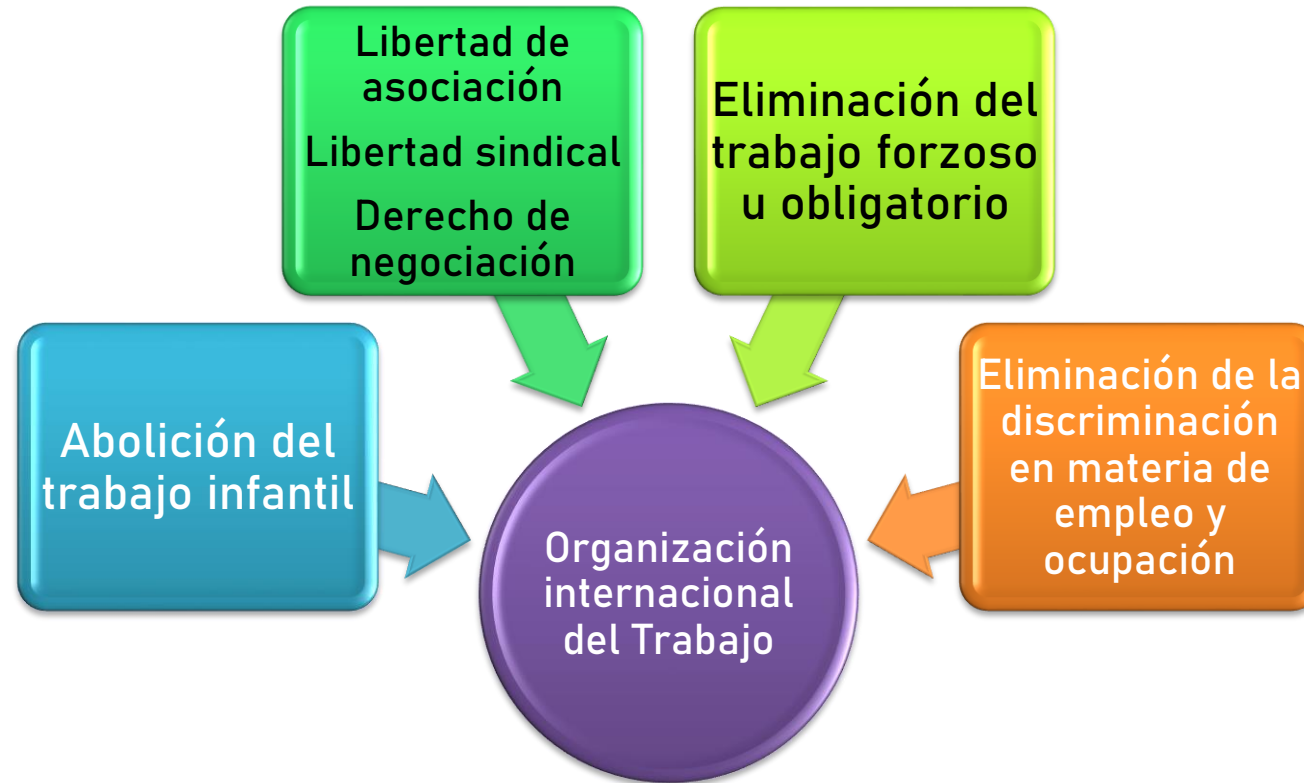 Libertad de
asociación
Libertad sindical
Derecho de
negociación
Eliminación del
trabajo forzoso
u obligatorio
Abolición del
trabajo infantil
Eliminación de la
discriminación
en materia de
empleo y
ocupación
Organización
internacional
del Trabajo